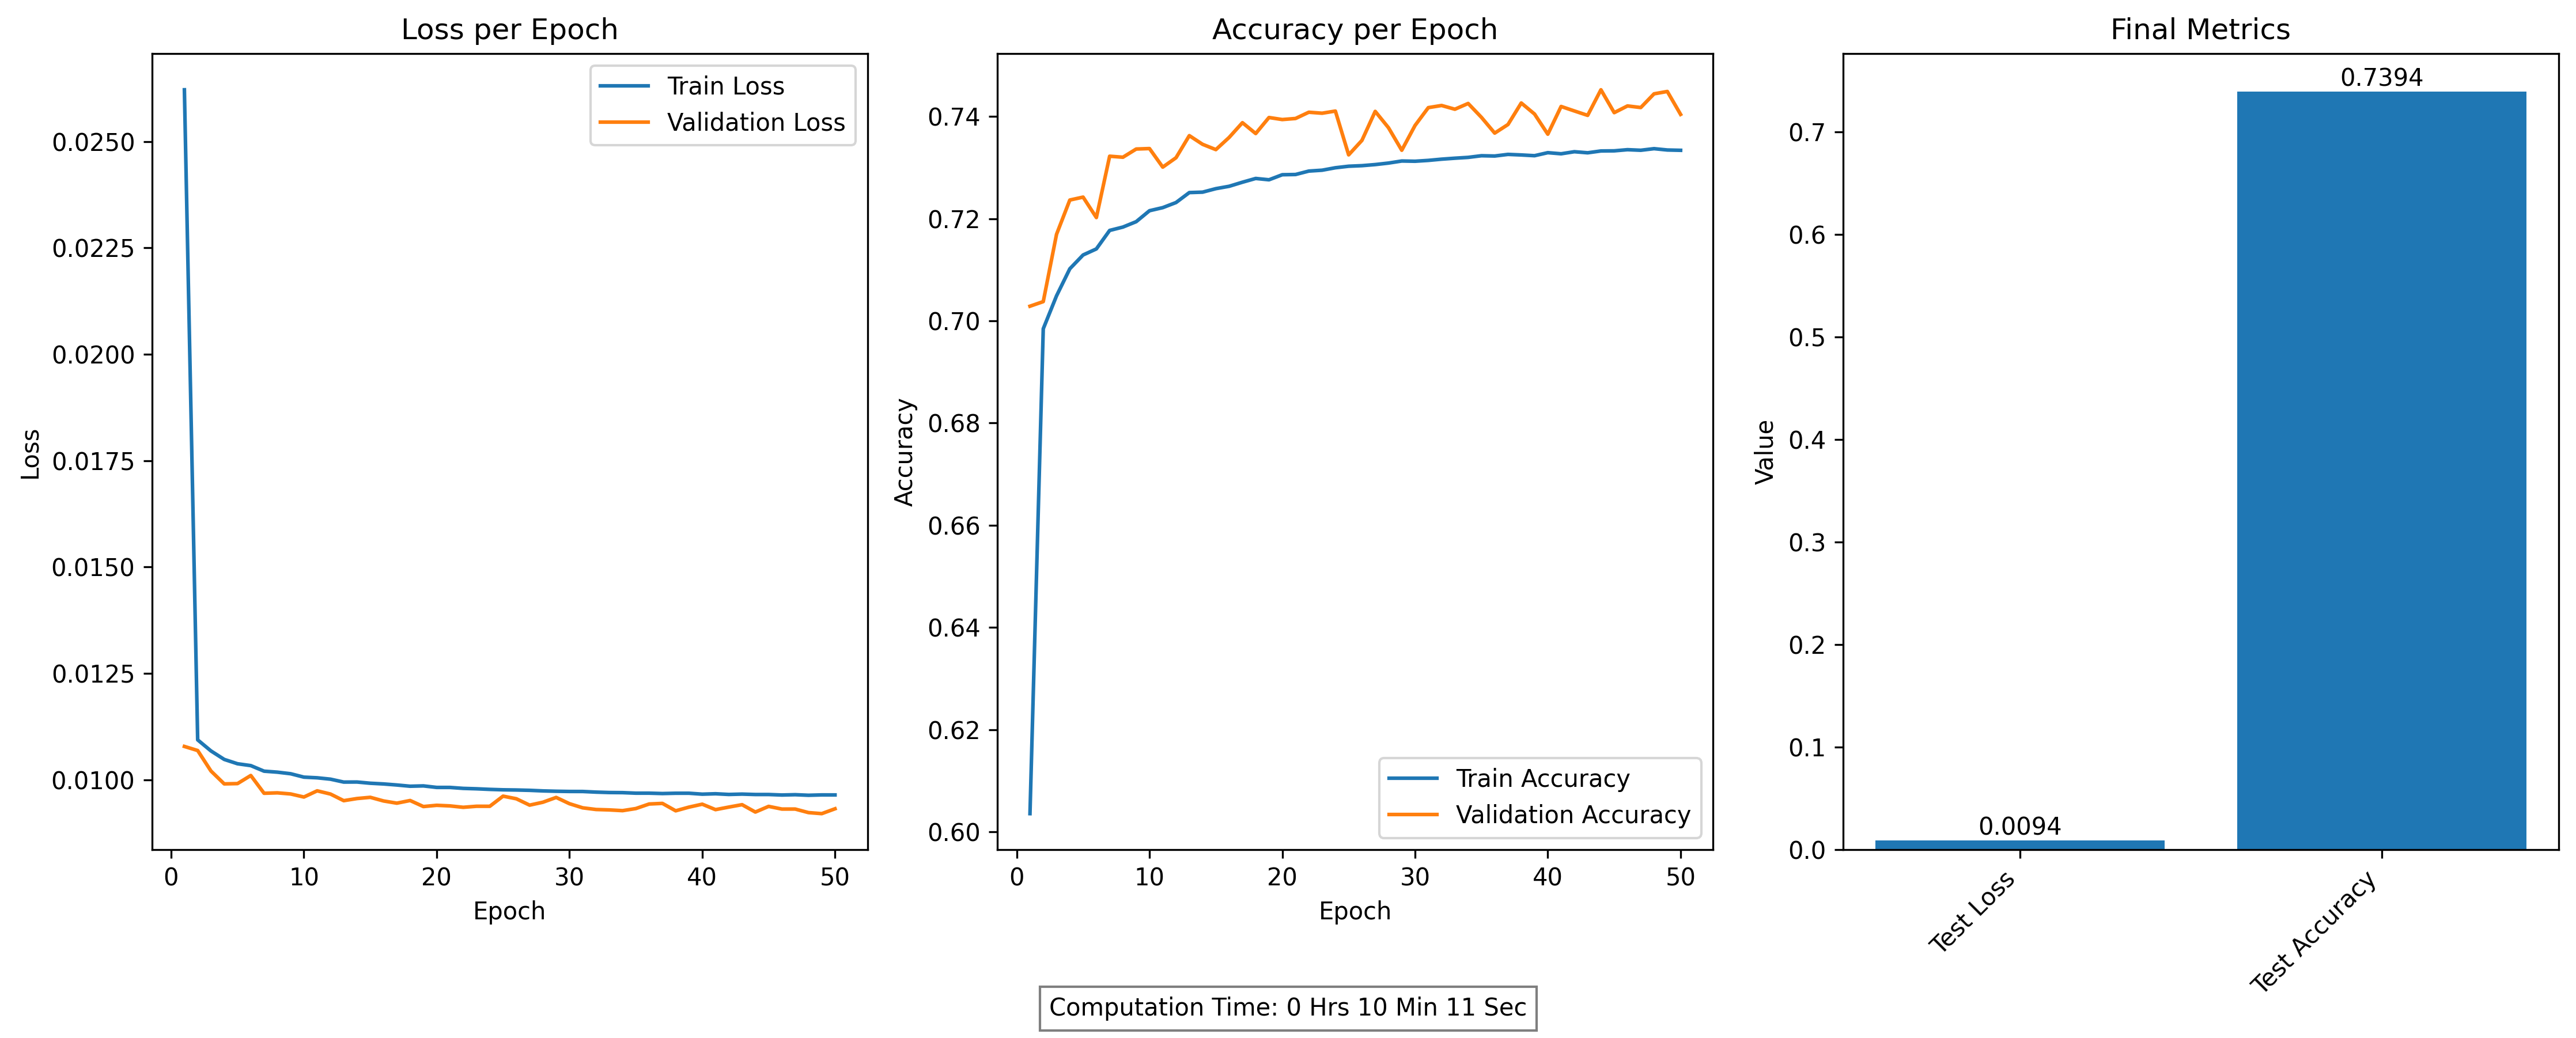 Loss per Epoch
Train Loss
Validation Loss
0.0250
0.0225
0.0200
0.0175
0.0150
0.0125
0.0100
Loss
0 10 20 30 40 50
Epoch
Accuracy per Epoch
0.74
0.72
0.70
0.68
0.66
0.64
0.62
0.60
Accuracy
Train Accuracy
Validation Accuracy
0 10 20 30 40 50
Epoch
Final Metrics
0.7394
0.7
0.6
0.5
0.4
0.3
0.2
0.1
0.0
Value
0.0094
Test Loss
Test Accuracy
Computation Time: 0 Hrs 10 Min 11 Sec